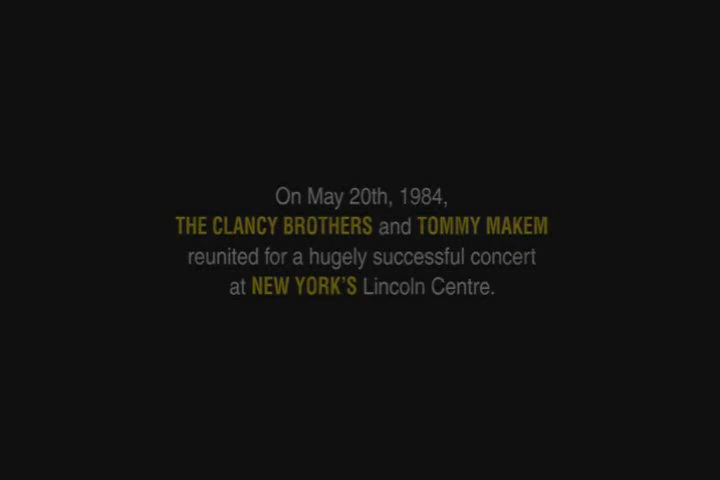 On May 20th, 1984,
THE CLANCY BROTHERS and TOMMY MAKEM
reunited for a hugely successful concert
at NEW YORK'S Lincoln Centre.